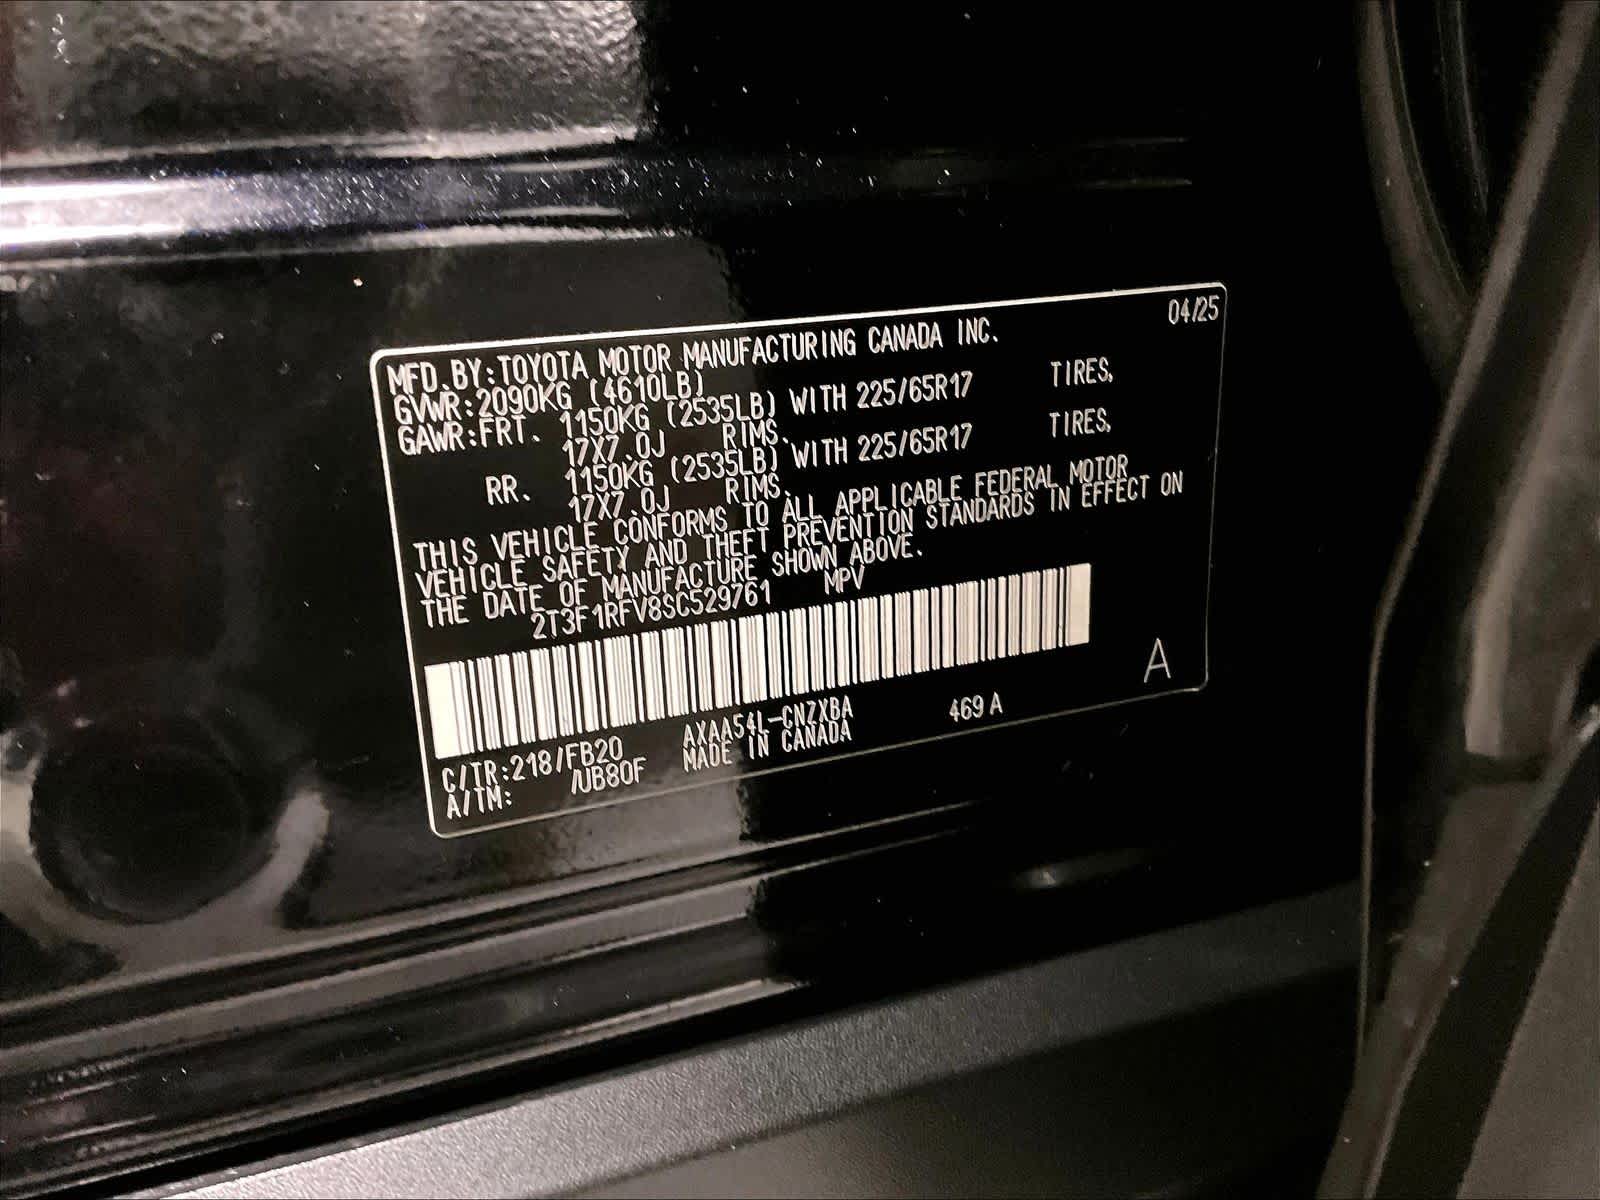 04/25
MFD.BY:TOYOTA MOTOR MANUFACTURING CANADA INC.
GVWR:2090KG (4610LB)
GAWR:FRT. 1150KG (2535LB) WITH 225/65R17 TIRES,
17X7.0J RIMS.
RR. 1150KG (2535LB) WITH 225/65R17 TIRES,
17X7.0J RIMS.
THIS VEHICLE CONFORMS TO ALL APPLICABLE FEDERAL MOTOR
VEHICLE SAFETY AND THEFT PREVENTION STANDARDS IN EFFECT ON
THE DATE OF MANUFACTURE SHOWN ABOVE.
2T3F1RFV8SC529761 MPV
A
C/TR:218/FB20 AXAA54L-CNZXBA 469 A
A/TM: /UB80F MADE IN CANADA